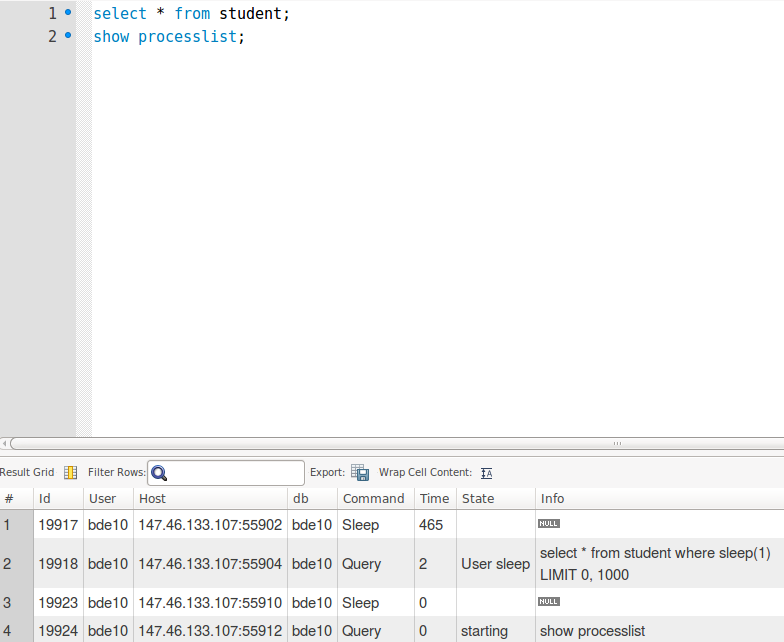 1 select * from student;
2 show processlist;
Result Grid Filter Rows: Export: Wrap Cell Content: IA
# Id User Host db Command Time State Info
1 19917 bde10 147.46.133.107:55902 bde10 Sleep 465 NULL
2 19918 bde10 147.46.133.107:55904 bde10 Query 2 User sleep select * from student where sleep(1)
LIMIT 0, 1000
3 19923 bde10 147.46.133.107:55910 bde10 Sleep 0 NULL
4 19924 bde10 147.46.133.107:55912 bde10 Query 0 starting show processlist